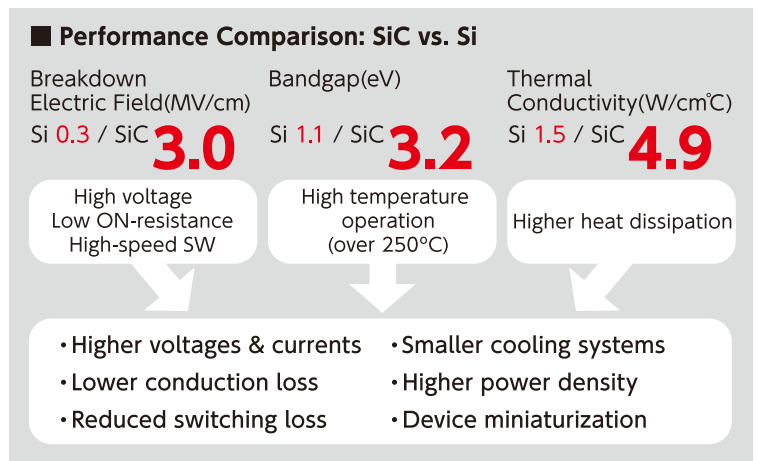 ■ Performance Comparison: SiC vs. Si
Breakdown
Electric Field(MV/cm)
Si 0.3 / SiC 3.0
High voltage
Low ON-resistance
High-speed SW
Bandgap(eV)
Si 1.1 / SiC 3.2
High temperature
operation
(over 250°C)
Thermal
Conductivity(W/cm℃)
Si 1.5 / SiC 4.9
Higher heat dissipation
・Higher voltages & currents
・Lower conduction loss
・Reduced switching loss
・Smaller cooling systems
・Higher power density
・Device miniaturization